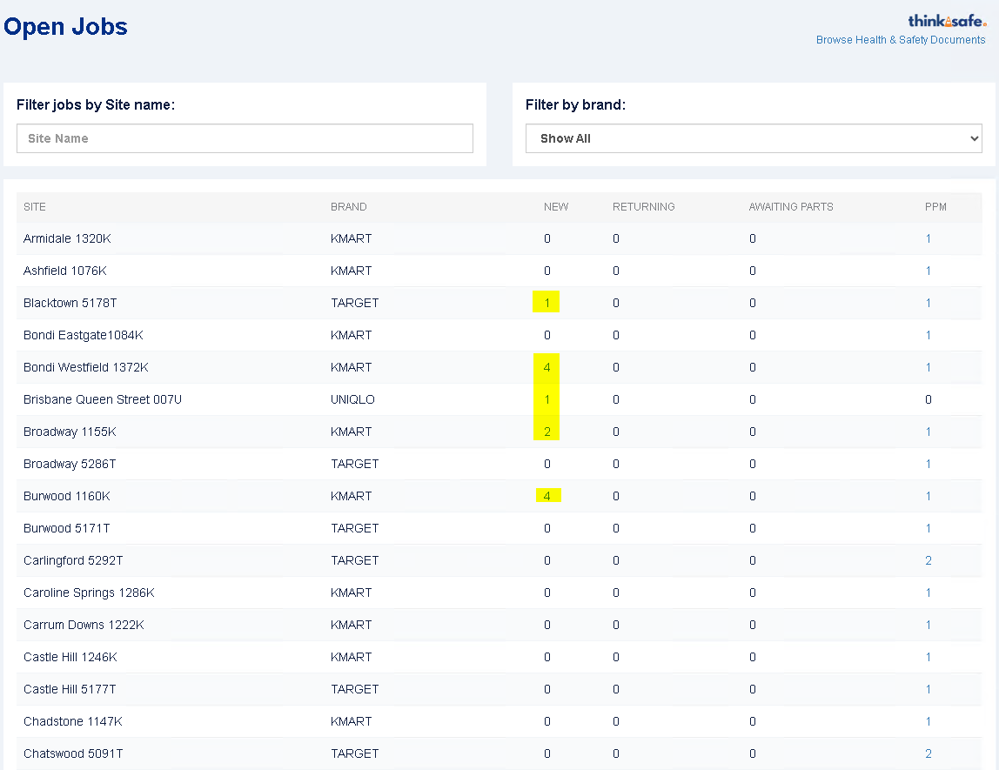 Open Jobs
thinksafe.
Browse Health & Safety Documents
Filter jobs by Site name:
Site Name
Filter by brand:
Show All
SITE BRAND NEW RETURNING AWAITING PARTS PPM
Armidale 1320K KMART 0 0 0 1
Ashfield 1076K KMART 0 0 0 1
Blacktown 5178T TARGET 1 0 0 1
Bondi Eastgate1084K KMART 0 0 0 1
Bondi Westfield 1372K KMART 4 0 0 1
Brisbane Queen Street 007U UNIQLO 1 0 0 0
Broadway 1155K KMART 2 0 0 1
Broadway 5286T TARGET 0 0 0 1
Burwood 1160K KMART 4 0 0 1
Burwood 5171T TARGET 0 0 0 1
Carlingford 5292T TARGET 0 0 0 2
Caroline Springs 1286K KMART 0 0 0 1
Carrum Downs 1222K KMART 0 0 0 1
Castle Hill 1246K KMART 0 0 0 1
Castle Hill 5177T TARGET 0 0 0 1
Chadstone 1147K KMART 0 0 0 1
Chatswood 5091T TARGET 0 0 0 2